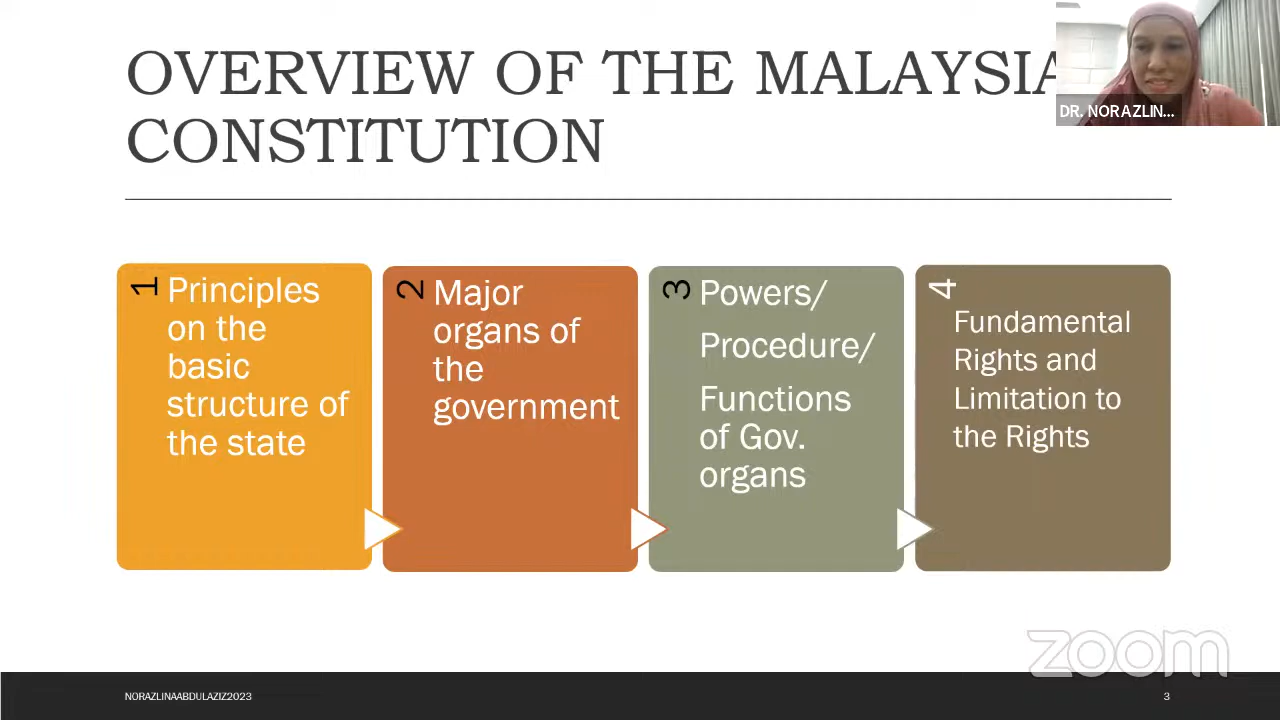 OVERVIEW OF THE MALAYSIA
CONSTITUTION
DR. NORAZLIN...
1
Principles
on the
basic
structure of
the state
2
Major
organs of
the
government
3
Powers/
Procedure/
Functions
of Gov.
organs
4
Fundamental
Rights and
Limitation to
the Rights
zoom
NORAZLINAABDULAZIZ2023
3